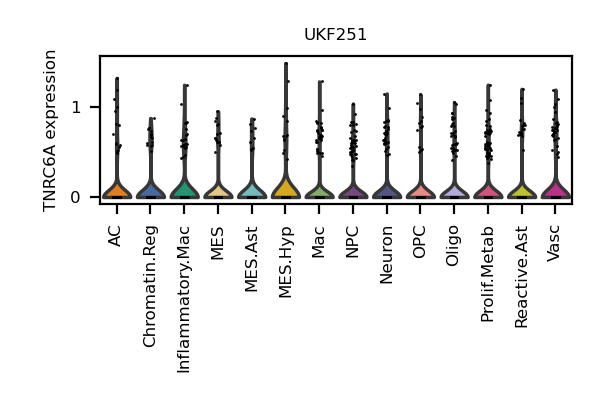 UKF251
TNRC6A expression
1
0
AC
Chromatin.Reg
Inflammatory.Mac
MES
MES.Ast
MES.Hyp
Mac
NPC
Neuron
OPC
Oligo
Prolif.Metab
Reactive.Ast
Vasc